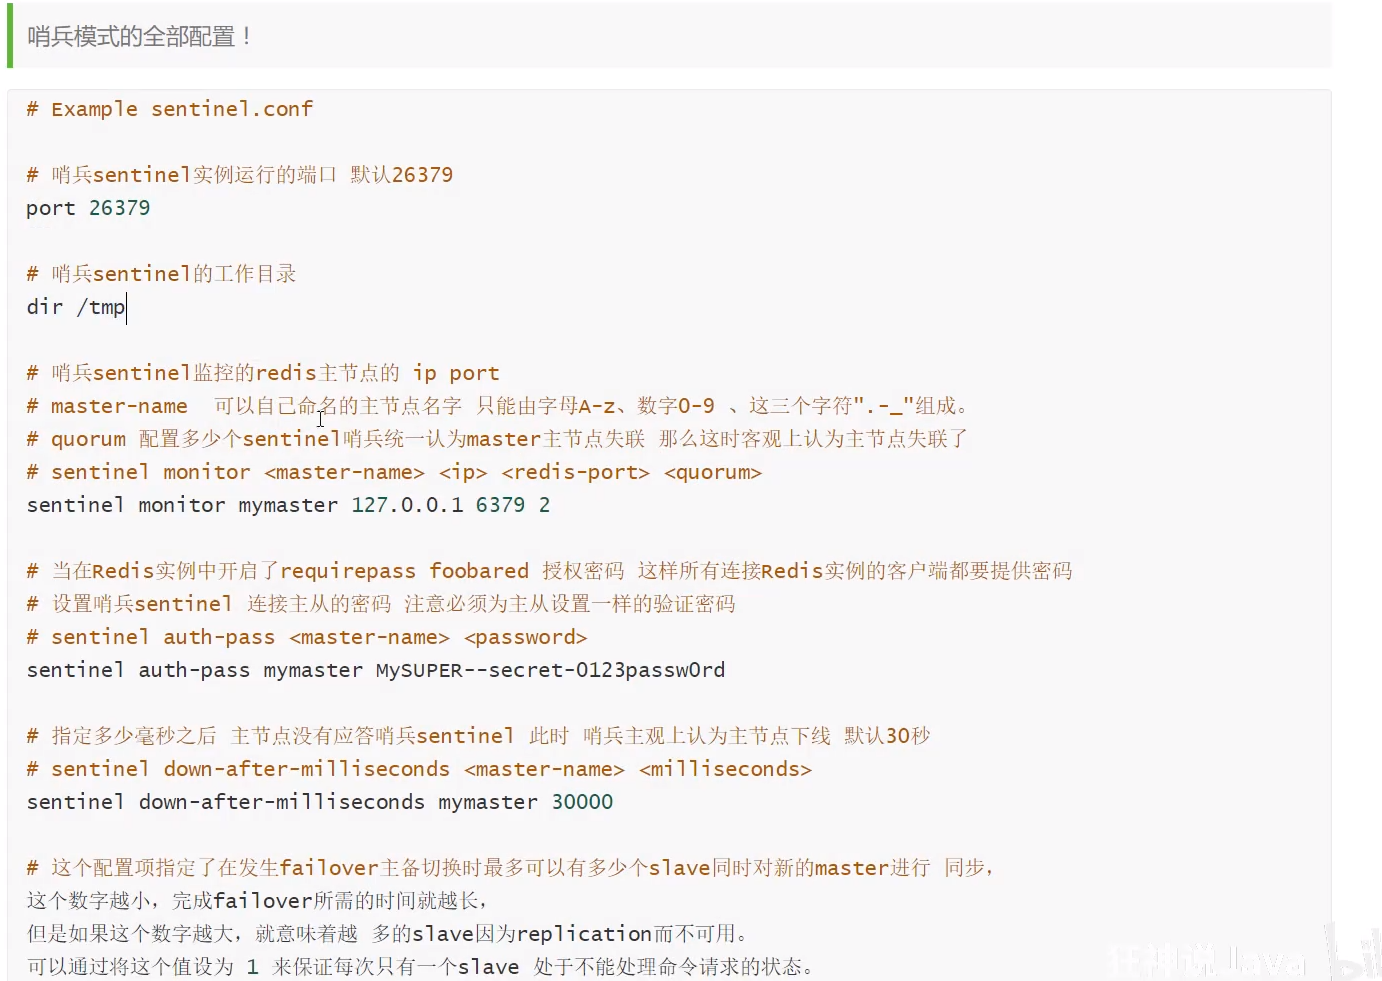 哨兵模式的全部配置！
# Example sentinel.conf
# 哨兵sentinel实例运行的端口 默认26379
port 26379
# 哨兵sentinel的工作目录
dir /tmp
# 哨兵sentinel监控的redis主节点的 ip port
# master-name  可以自己命名的主节点名字 只能由字母A-z、数字0-9 、这三个字符".-_"组成。
# quorum 配置多少个sentinel哨兵统一认为master主节点失联 那么这时客观上认为主节点失联了
# sentinel monitor <master-name> <ip> <redis-port> <quorum>
sentinel monitor mymaster 127.0.0.1 6379 2
# 当在Redis实例中开启了requirepass foobared 授权密码 这样所有连接Redis实例的客户端都要提供密码
# 设置哨兵sentinel 连接主从的密码 注意必须为主从设置一样的验证密码
# sentinel auth-pass <master-name> <password>
sentinel auth-pass mymaster MySUPER--secret-0123passw0rd
# 指定多少毫秒之后 主节点没有应答哨兵sentinel 此时 哨兵主观上认为主节点下线 默认30秒
# sentinel down-after-milliseconds <master-name> <milliseconds>
sentinel down-after-milliseconds mymaster 30000
# 这个配置项指定了在发生failover主备切换时最多可以有多少个slave同时对新的master进行 同步，
这个数字越小，完成failover所需的时间就越长，
但是如果这个数字越大，就意味着越 多的slave因为replication而不可用。
可以通过将这个值设为 1 来保证每次只有一个slave 处于不能处理命令请求的状态。
狂神说Java